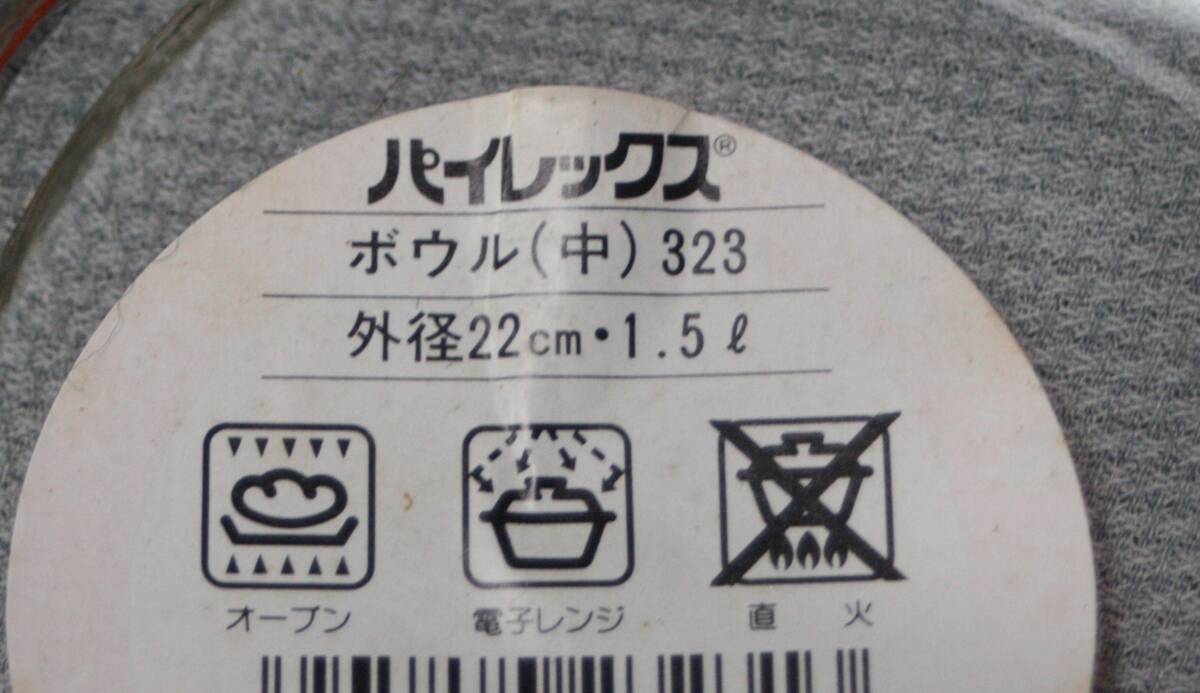 パイレックス®
ボウル(中)323
外径22cm・1.5ℓ
オーブン 電子レンジ 直火